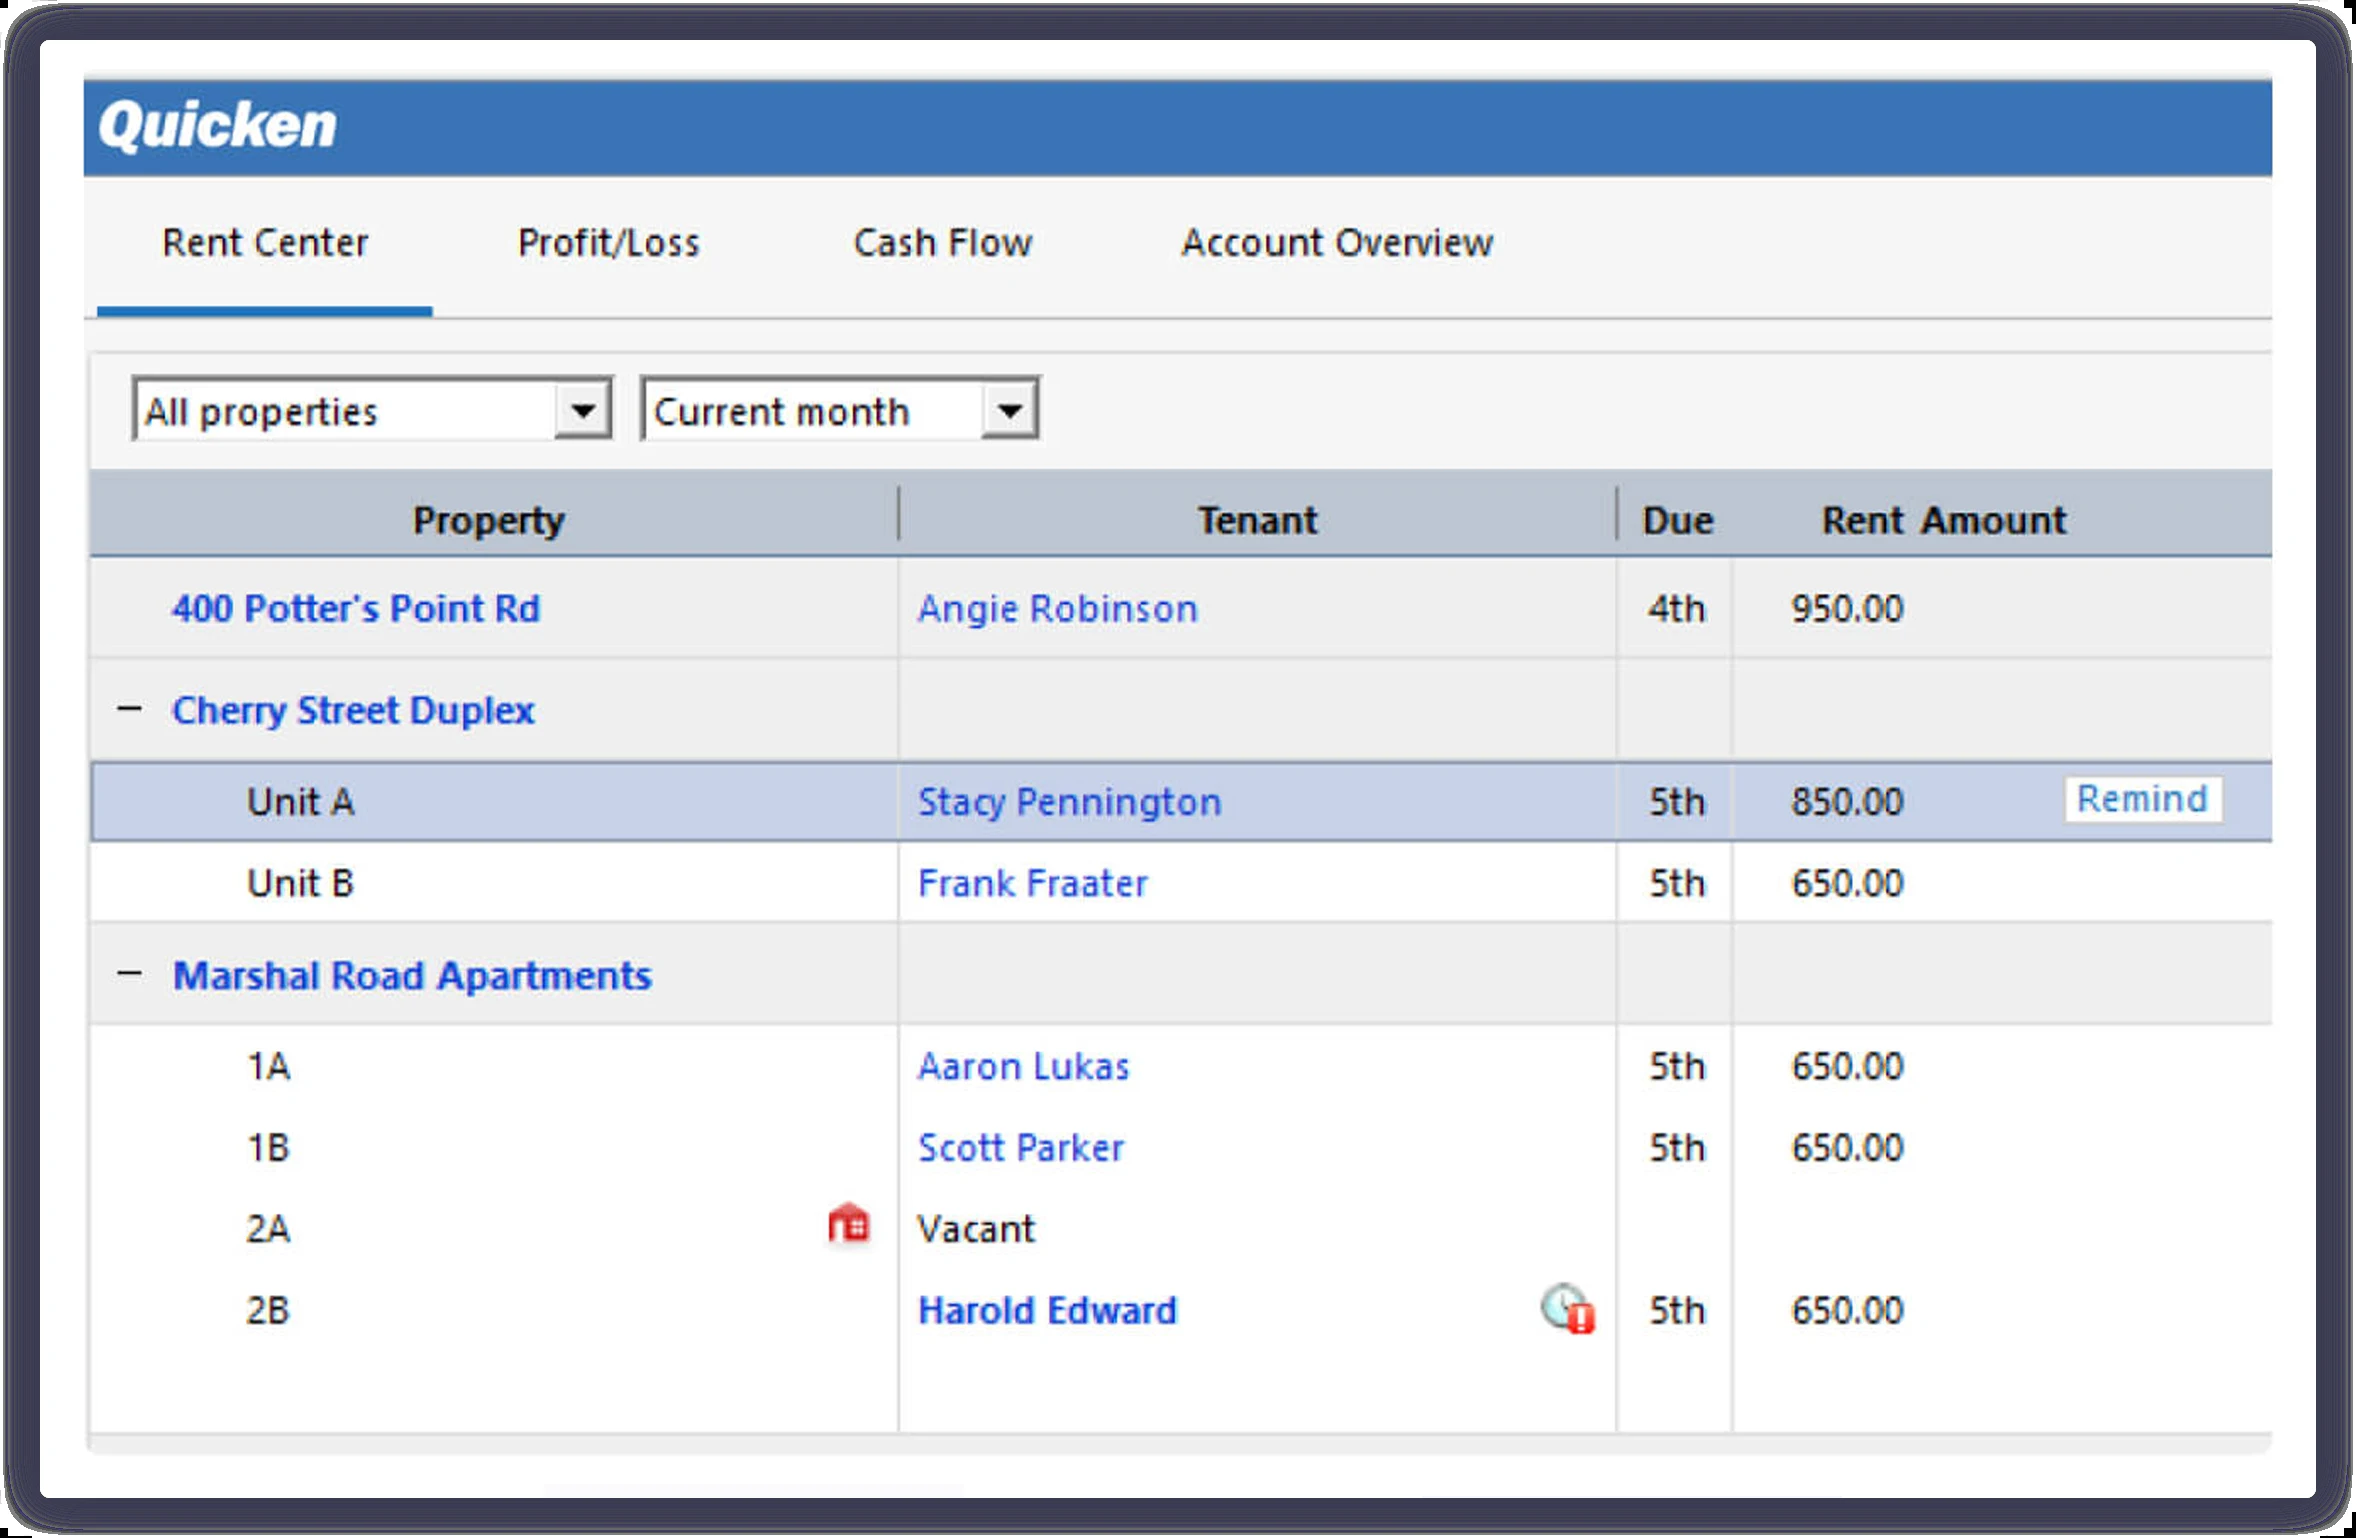 Quicken
Rent Center Profit/Loss Cash Flow Account Overview
All properties Current month
Property Tenant Due Rent Amount
400 Potter's Point Rd Angie Robinson 4th 950.00
– Cherry Street Duplex
Unit A Stacy Pennington 5th 850.00 Remind
Unit B Frank Fraater 5th 650.00
– Marshal Road Apartments
1A Aaron Lukas 5th 650.00
1B Scott Parker 5th 650.00
2A Vacant
2B Harold Edward 5th 650.00